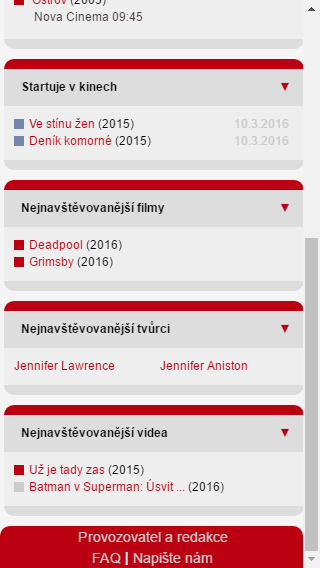 Ostrov (2005)
Nova Cinema 09:45
Startuje v kinech
Ve stínu žen (2015) 10.3.2016
Deník komorné (2015) 10.3.2016
Nejnavštěvovanější filmy
Deadpool (2016)
Grimsby (2016)
Nejnavštěvovanější tvůrci
Jennifer Lawrence Jennifer Aniston
Nejnavštěvovanější videa
Už je tady zas (2015)
Batman v Superman: Úsvit ... (2016)
Provozovatel a redakce
FAQ | Napište nám